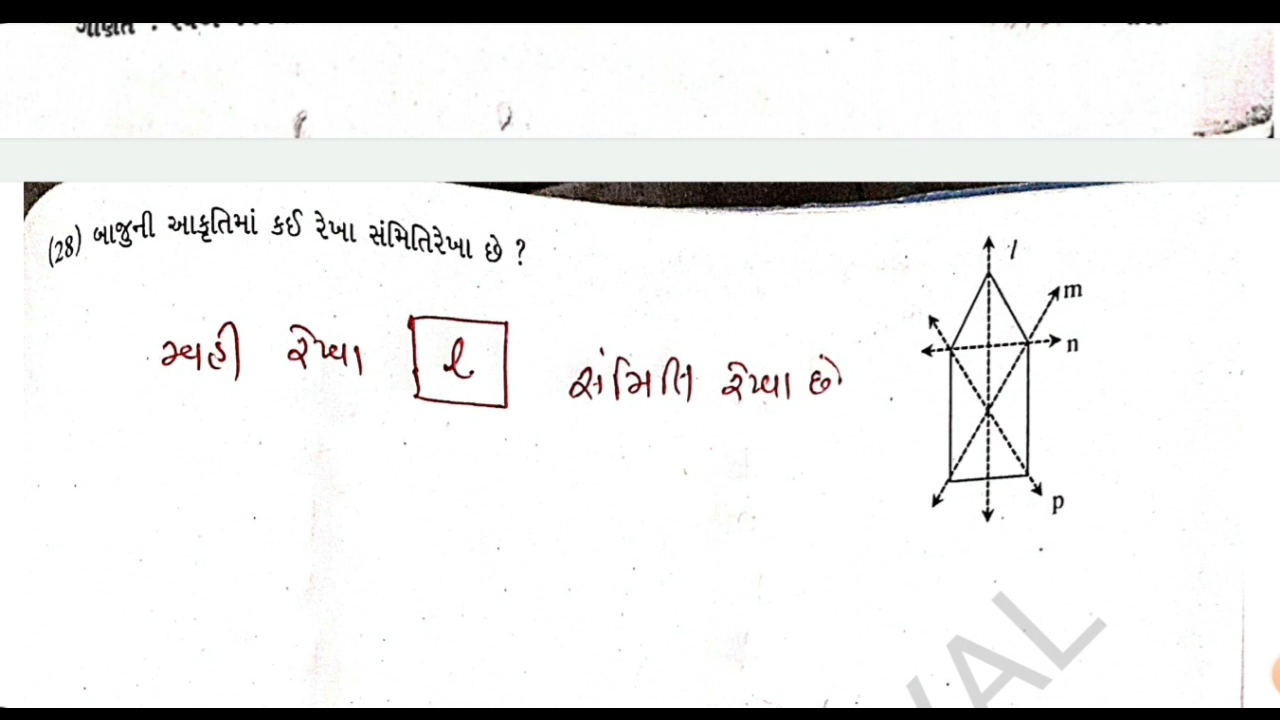 (28) બાજુની આકૃતિમાં કઈ રેખા સંમિતિરેખા છે ?
અહી રેખા l સંમિતિ રેખા છે
l
m
n
p